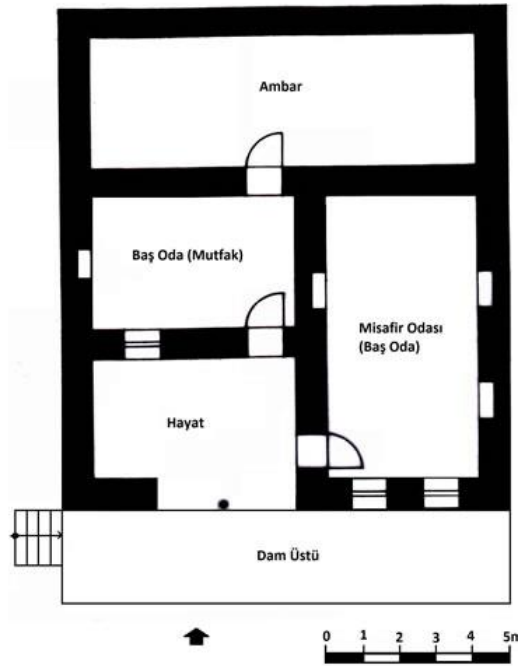 Ambar
Baş Oda (Mutfak)
Misafir Odası
(Baş Oda)
Hayat
Dam Üstü
0 1 2 3 4 5m